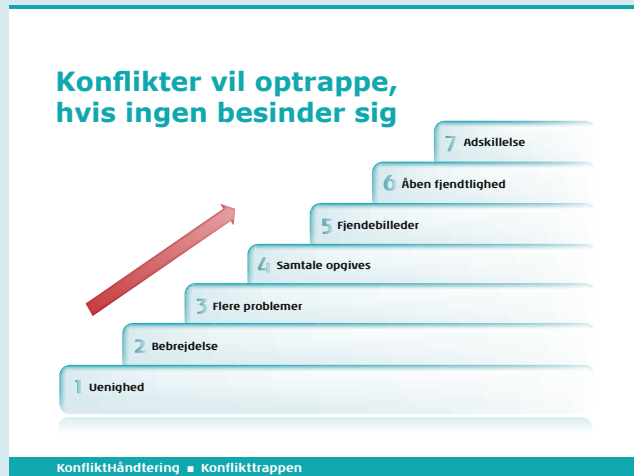 Konflikter vil optrappe,
hvis ingen besinder sig
7 Adskillelse
6 Åben fjendtlighed
5 Fjendebilleder
4 Samtale opgives
3 Flere problemer
2 Bebrejdelse
1 Uenighed
KonfliktHåndtering ▪ Konflikttrappen